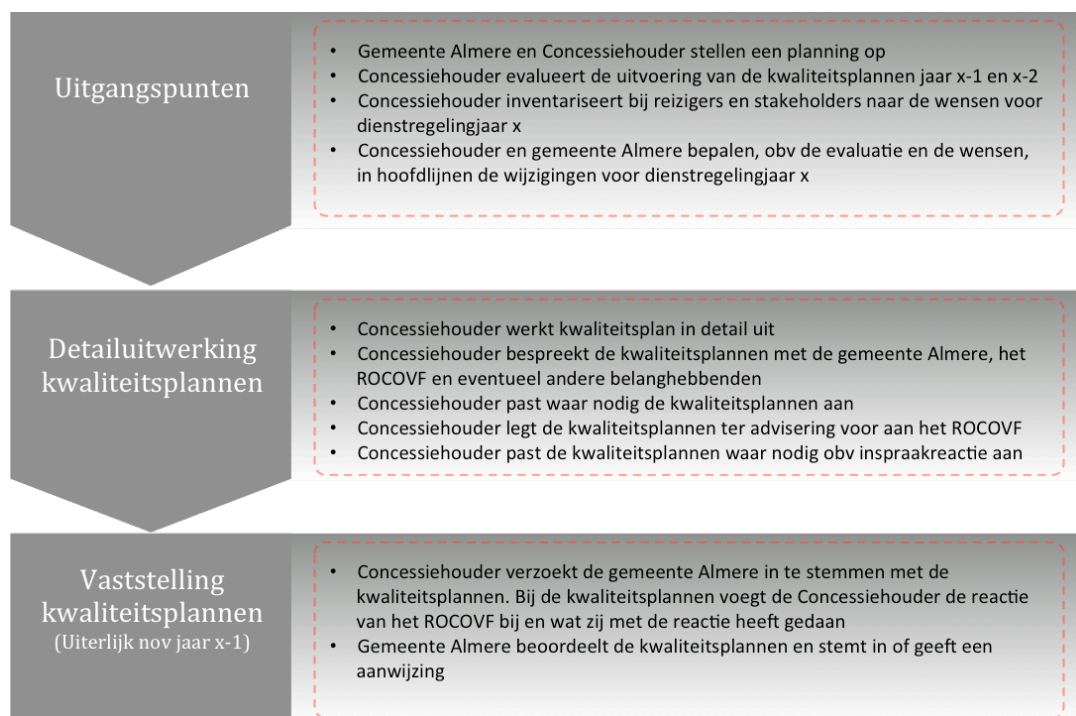 Uitgangspunten
• Gemeente Almere en Concessiehouder stellen een planning op
• Concessiehouder evalueert de uitvoering van de kwaliteitsplannen jaar x-1 en x-2
• Concessiehouder inventariseert bij reizigers en stakeholders naar de wensen voor
dienstregelingjaar x
• Concessiehouder en gemeente Almere bepalen, obv de evaluatie en de wensen,
in hoofdlijnen de wijzigingen voor dienstregelingjaar x
Detailuitwerking
kwaliteitsplannen
• Concessiehouder werkt kwaliteitsplan in detail uit
• Concessiehouder bespreekt de kwaliteitsplannen met de gemeente Almere, het
ROCOVF en eventueel andere belanghebbenden
• Concessiehouder past waar nodig de kwaliteitsplannen aan
• Concessiehouder legt de kwaliteitsplannen ter advisering voor aan het ROCOVF
• Concessiehouder past de kwaliteitsplannen waar nodig obv inspraakreactie aan
Vaststelling
kwaliteitsplannen
(Uiterlijk nov jaar x-1)
• Concessiehouder verzoekt de gemeente Almere in te stemmen met de
kwaliteitsplannen. Bij de kwaliteitsplannen voegt de Concessiehouder de reactie
van het ROCOVF bij en wat zij met de reactie heeft gedaan
• Gemeente Almere beoordeelt de kwaliteitsplannen en stemt in of geeft een
aanwijzing